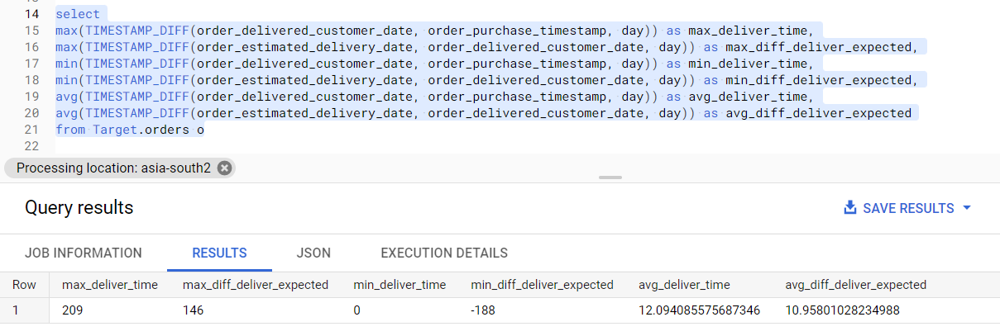 14 select
15 max(TIMESTAMP_DIFF(order_delivered_customer_date, order_purchase_timestamp, day)) as max_deliver_time,
16 max(TIMESTAMP_DIFF(order_estimated_delivery_date, order_delivered_customer_date, day)) as max_diff_deliver_expected,
17 min(TIMESTAMP_DIFF(order_delivered_customer_date, order_purchase_timestamp, day)) as min_deliver_time,
18 min(TIMESTAMP_DIFF(order_estimated_delivery_date, order_delivered_customer_date, day)) as min_diff_deliver_expected,
19 avg(TIMESTAMP_DIFF(order_delivered_customer_date, order_purchase_timestamp, day)) as avg_deliver_time,
20 avg(TIMESTAMP_DIFF(order_estimated_delivery_date, order_delivered_customer_date, day)) as avg_diff_deliver_expected
21 from Target.orders o
22
Processing location: asia-south2
Query results
SAVE RESULTS
JOB INFORMATION RESULTS JSON EXECUTION DETAILS
Row max_deliver_time max_diff_deliver_expected min_deliver_time min_diff_deliver_expected avg_deliver_time avg_diff_deliver_expected
1 209 146 0 -188 12.094085575687346 10.95801028234988